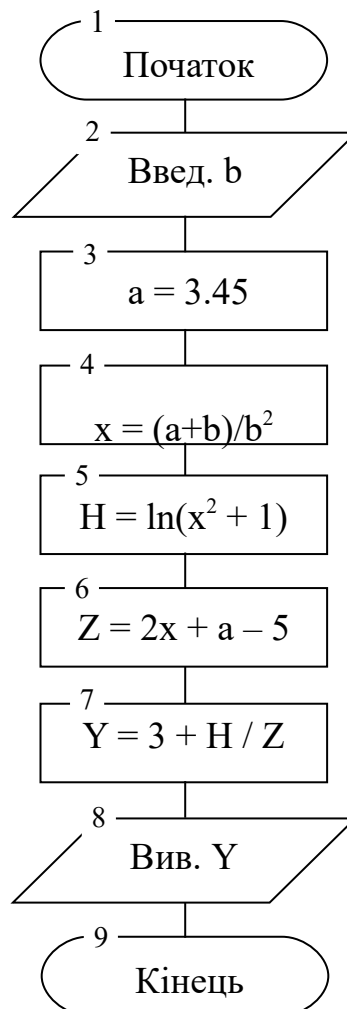 1
Початок
2
Введ. b
3
a = 3.45
4
x = (a+b)/b²
5
H = ln(x² + 1)
6
Z = 2x + a – 5
7
Y = 3 + H / Z
8
Вив. Y
9
Кінець